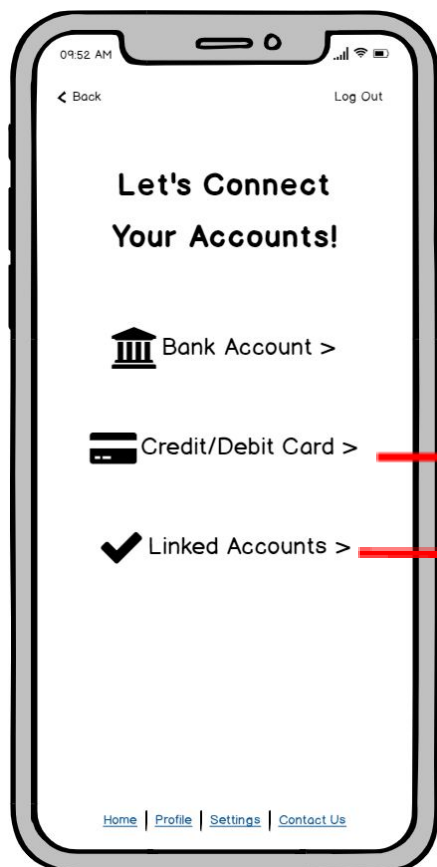 09:52 AM
< Back Log Out
Let's Connect
Your Accounts!
Bank Account >
Credit/Debit Card >
Linked Accounts >
Home | Profile | Settings | Contact Us